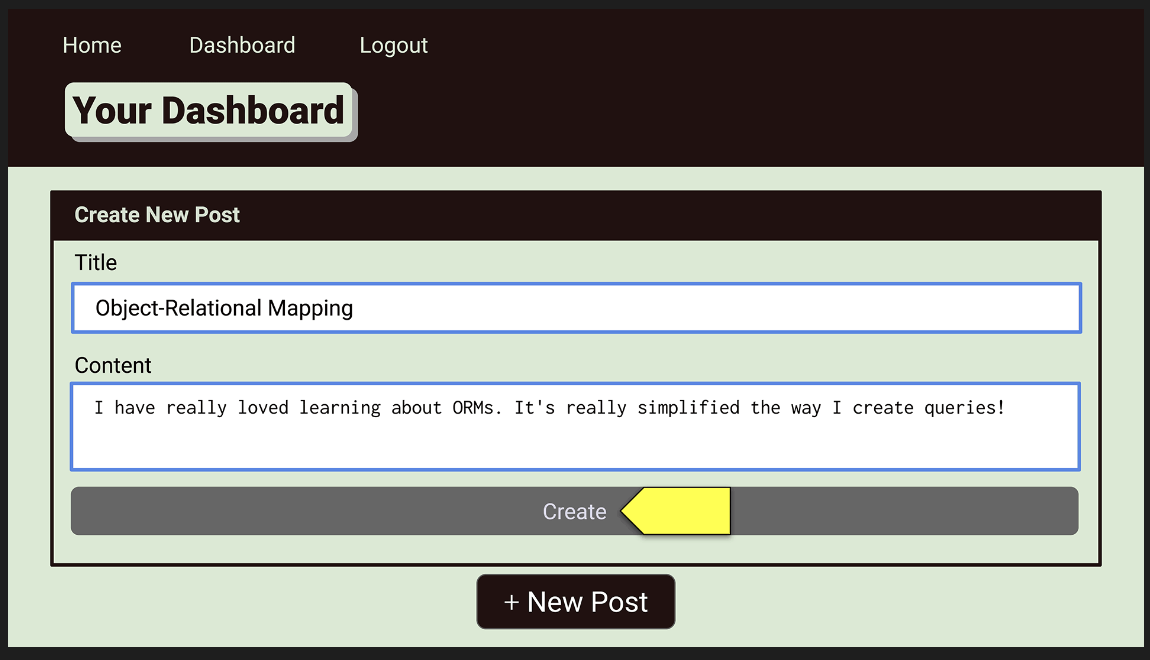 Home Dashboard Logout
Your Dashboard
Create New Post
Title
Object-Relational Mapping
Content
I have really loved learning about ORMs. It's really simplified the way I create queries!
Create
+ New Post